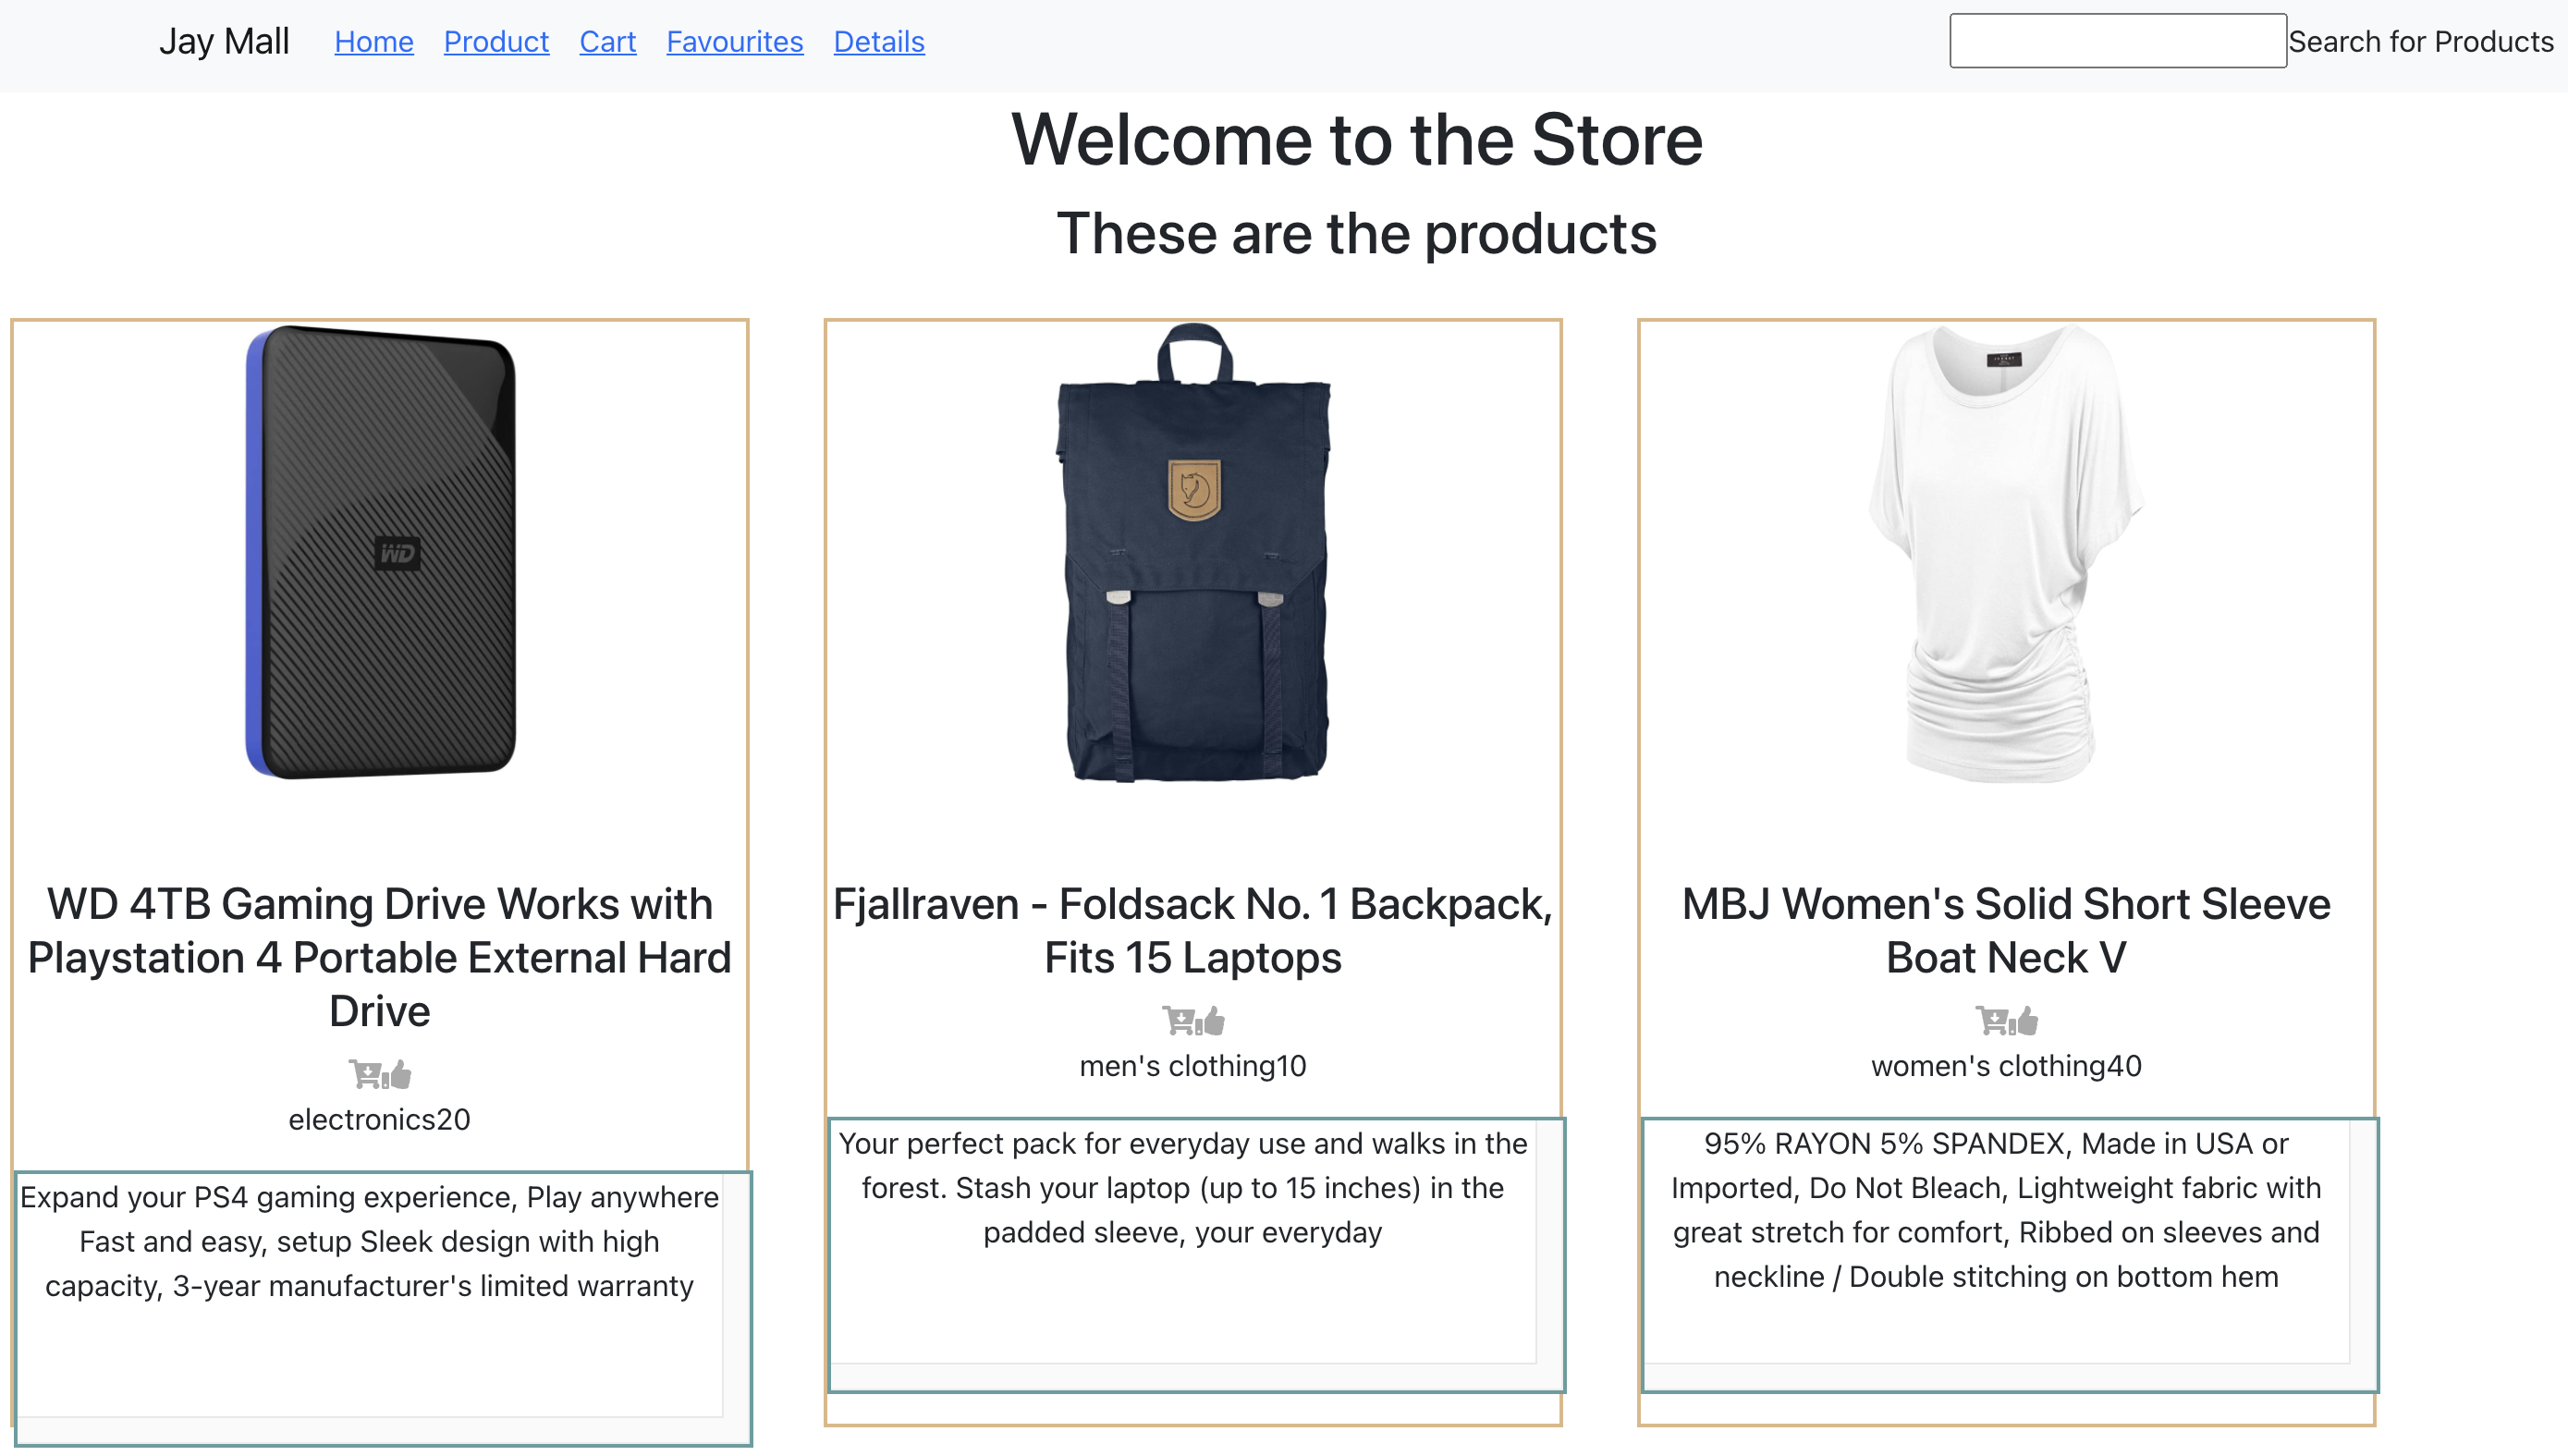 Jay Mall Home Product Cart Favourites Details Search for Products
Welcome to the Store
These are the products
WD
WD 4TB Gaming Drive Works with
Playstation 4 Portable External Hard
Drive
electronics20
Expand your PS4 gaming experience, Play anywhere
Fast and easy, setup Sleek design with high
capacity, 3-year manufacturer's limited warranty
Fjallraven - Foldsack No. 1 Backpack,
Fits 15 Laptops
men's clothing10
Your perfect pack for everyday use and walks in the
forest. Stash your laptop (up to 15 inches) in the
padded sleeve, your everyday
MBJ Women's Solid Short Sleeve
Boat Neck V
women's clothing40
95% RAYON 5% SPANDEX, Made in USA or
Imported, Do Not Bleach, Lightweight fabric with
great stretch for comfort, Ribbed on sleeves and
neckline / Double stitching on bottom hem